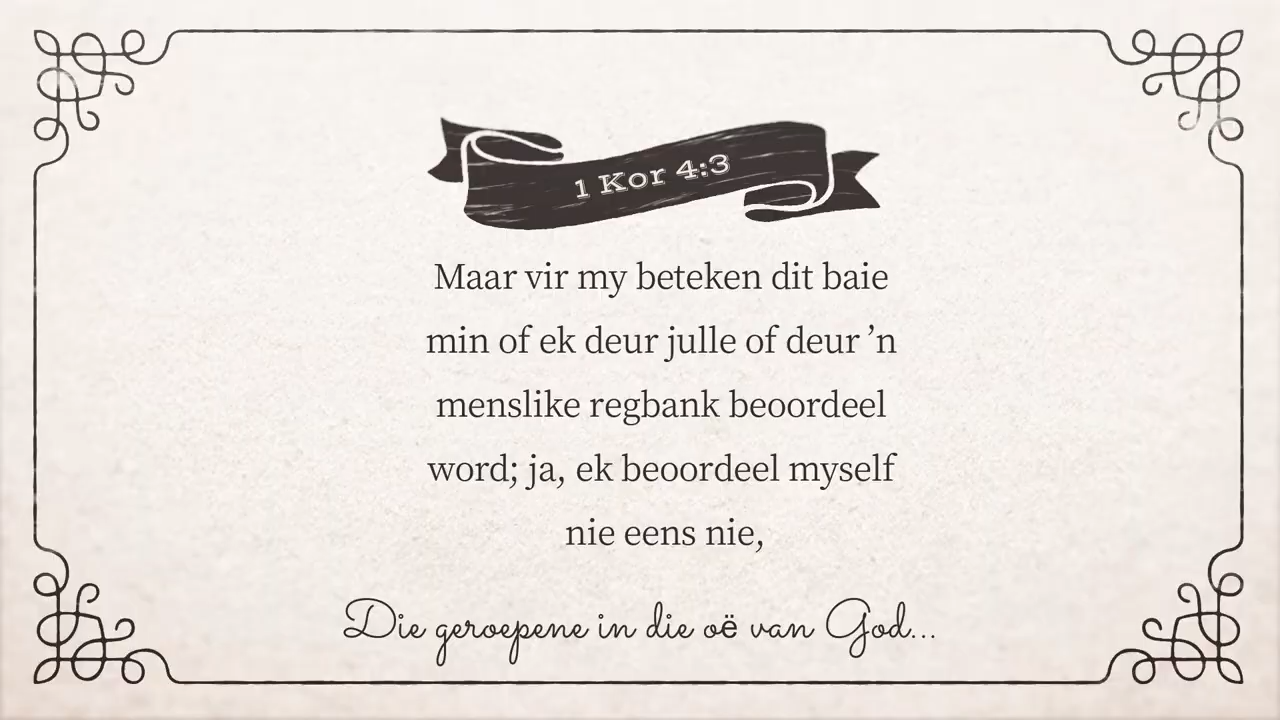 1 Kor 4:3
Maar vir my beteken dit baie
min of ek deur julle of deur ’n
menslike regbank beoordeel
word; ja, ek beoordeel myself
nie eens nie,
Die geroepene in die oë van God...